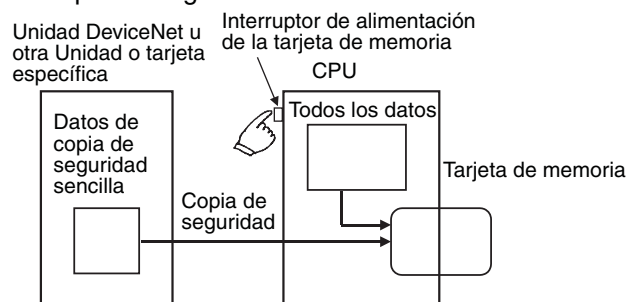 Unidad DeviceNet u
otra Unidad o tarjeta
específica
Interruptor de alimentación
de la tarjeta de memoria
CPU
Datos de
copia de
seguridad
sencilla
Todos los datos
Tarjeta de memoria
Copia de
seguridad